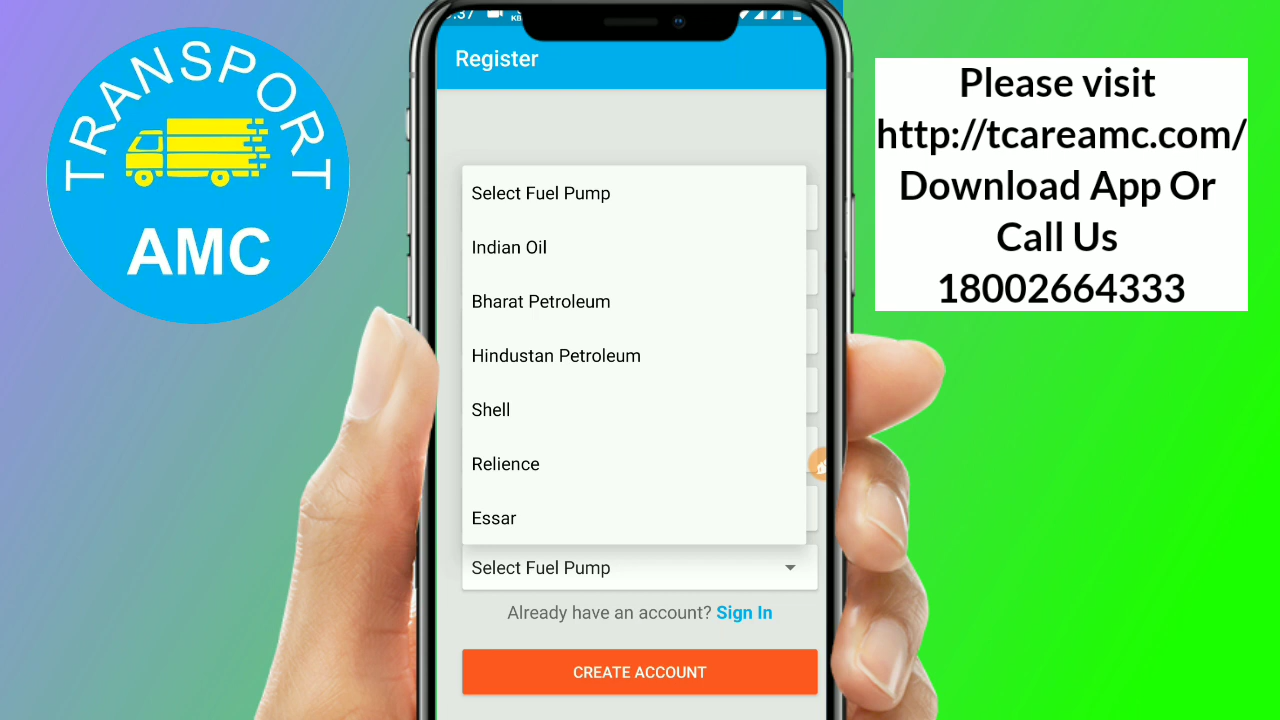 TRANSPORT
AMC
Register
Select Fuel Pump
Indian Oil
Bharat Petroleum
Hindustan Petroleum
Shell
Relience
Essar
Select Fuel Pump
Already have an account? Sign In
CREATE ACCOUNT
Please visit
http://tcareamc.com/
Download App Or
Call Us
18002664333